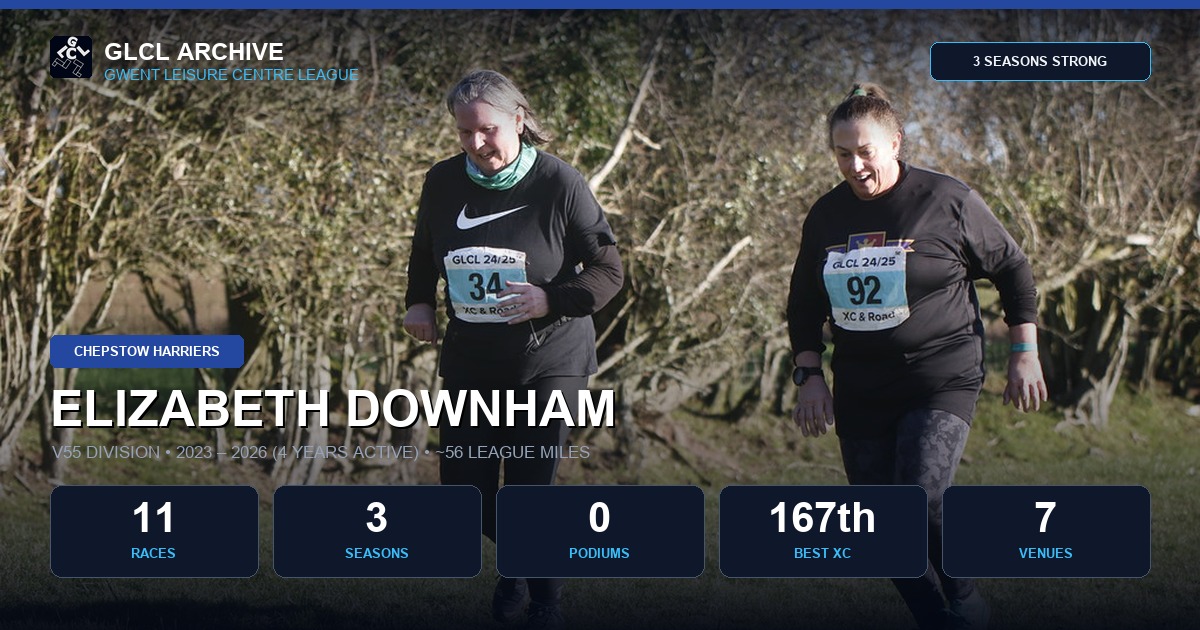 GLCL ARCHIVE
GWENT LEISURE CENTRE LEAGUE
3 SEASONS STRONG
GLCL 24/25
34
XC & Road
GLCL 24/25
92
XC & Road
CHEPSTOW HARRIERS
ELIZABETH DOWNHAM
V55 DIVISION • 2023 – 2026 (4 YEARS ACTIVE) • ~56 LEAGUE MILES
11
RACES
3
SEASONS
0
PODIUMS
167th
BEST XC
7
VENUES